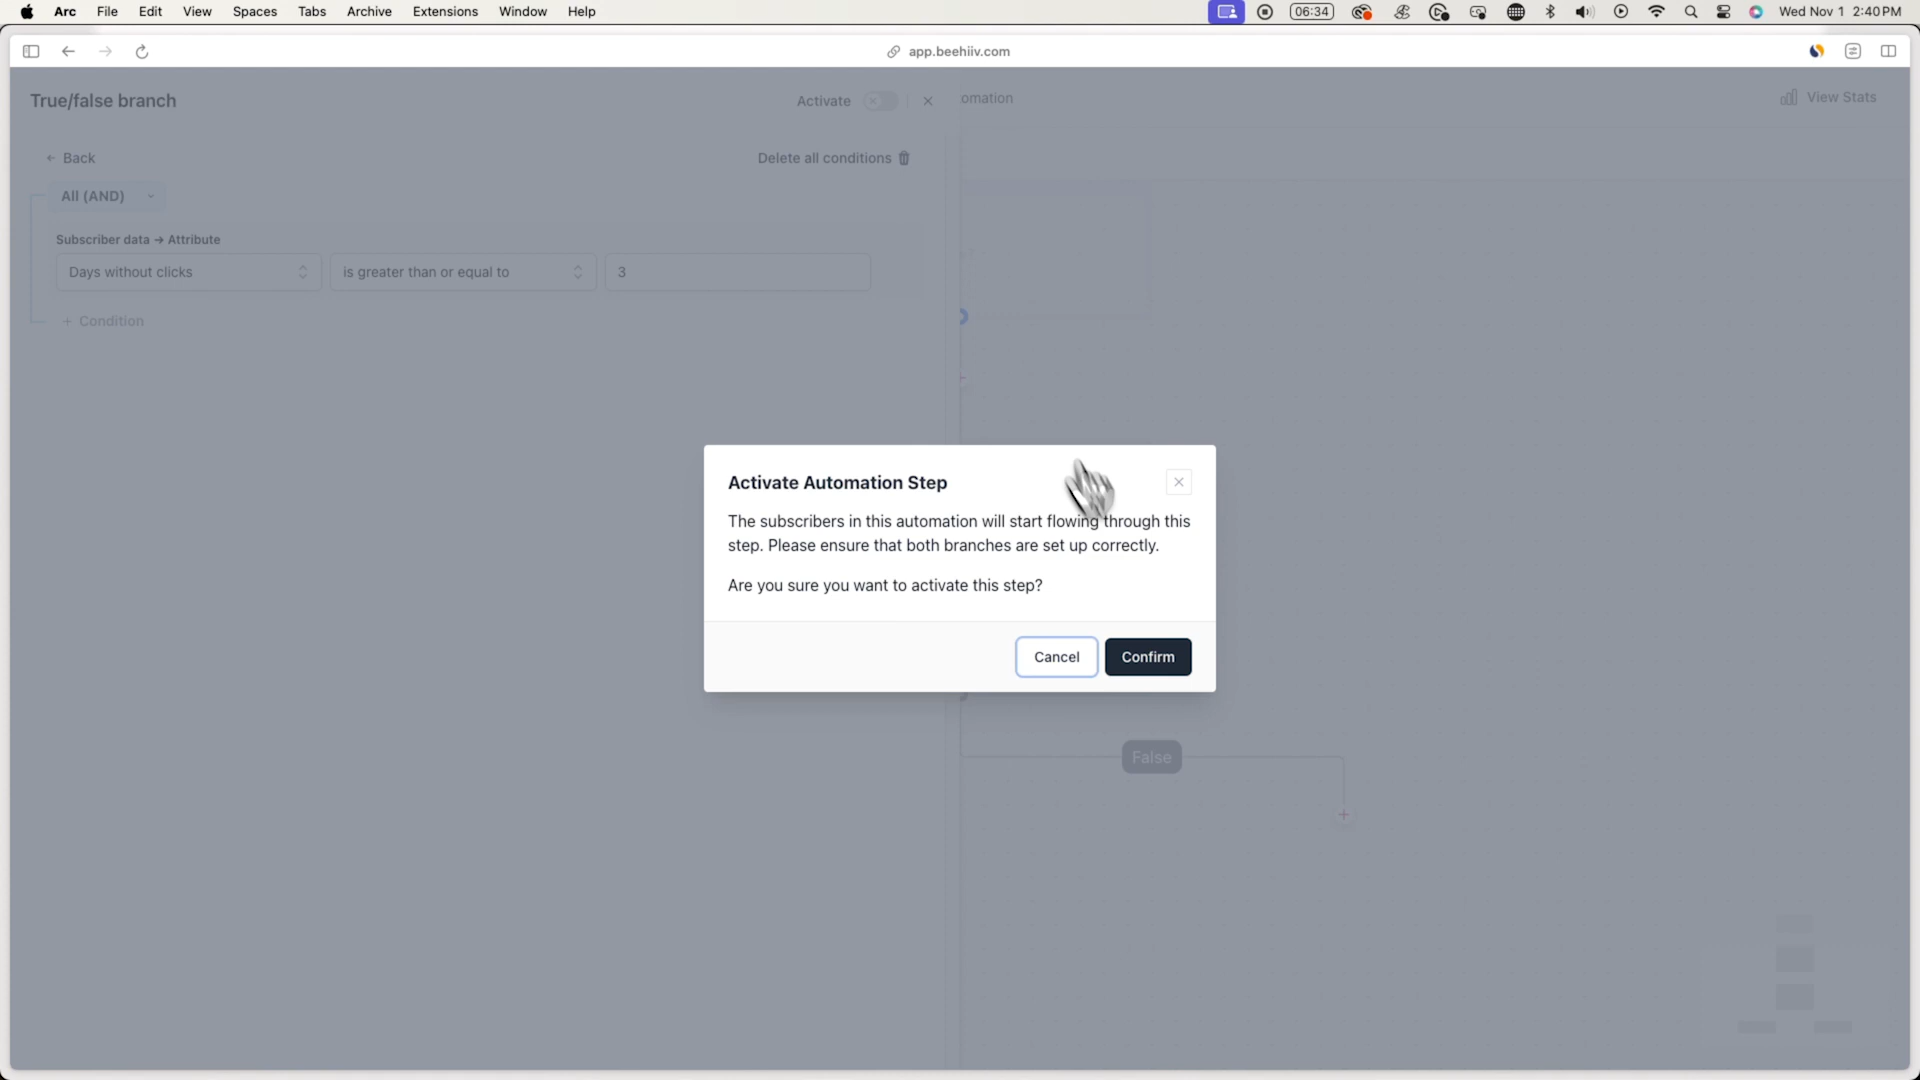 Arc File Edit View Spaces Tabs Archive Extensions Window Help 06:34 Wed Nov 1 2:40 PM
app.beehiiv.com
True/false branch Activate omation View Stats
Back Delete all conditions
All (AND)
Subscriber data → Attribute
Days without clicks is greater than or equal to 3
+ Condition
Activate Automation Step
The subscribers in this automation will start flowing through this
step. Please ensure that both branches are set up correctly.
Are you sure you want to activate this step?
Cancel Confirm
False